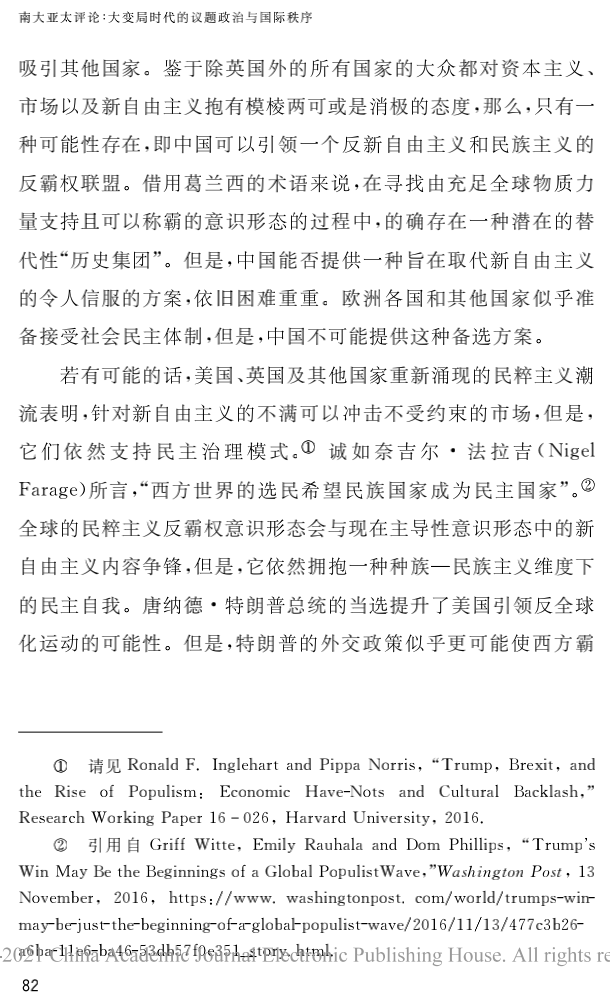 南大亚太评论:大变局时代的议题政治与国际秩序
吸引其他国家。鉴于除英国外的所有国家的大众都对资本主义、
市场以及新自由主义抱有模棱两可或是消极的态度,那么,只有一
种可能性存在,即中国可以引领一个反新自由主义和民族主义的
反霸权联盟。借用葛兰西的术语来说,在寻找由充足全球物质力
量支持且可以称霸的意识形态的过程中,的确存在一种潜在的替
代性“历史集团”。但是,中国能否提供一种旨在取代新自由主义
的令人信服的方案,依旧困难重重。欧洲各国和其他国家似乎准
备接受社会民主体制,但是,中国不可能提供这种备选方案。
若有可能的话,美国、英国及其他国家重新涌现的民粹主义潮
流表明,针对新自由主义的不满可以冲击不受约束的市场,但是,
它们依然支持民主治理模式。① 诚如奈吉尔·法拉吉(Nigel
Farage)所言,“西方世界的选民希望民族国家成为民主国家”。②
全球的民粹主义反霸权意识形态会与现在主导性意识形态中的新
自由主义内容争锋,但是,它依然拥抱一种种族—民族主义维度下
的民主自我。唐纳德·特朗普总统的当选提升了美国引领反全球
化运动的可能性。但是,特朗普的外交政策似乎更可能使西方霸
① 请见 Ronald F. Inglehart and Pippa Norris, “Trump, Brexit, and
the Rise of Populism: Economic Have-Nots and Cultural Backlash,”
Research Working Paper 16-026, Harvard University, 2016.
② 引用自 Griff Witte, Emily Rauhala and Dom Phillips, “Trump's
Win May Be the Beginnings of a Global PopulistWave,”Washington Post, 13
November, 2016, https://www. washingtonpost. com/world/trumps-win-
may-be-just-the-beginning-of-a-global-populist-wave/2016/11/13/477c3b26-
a6ba-11e6-ba46-53db57f0e351_story. html.
-2021 China Academic Journal Electronic Publishing House. All rights re
82